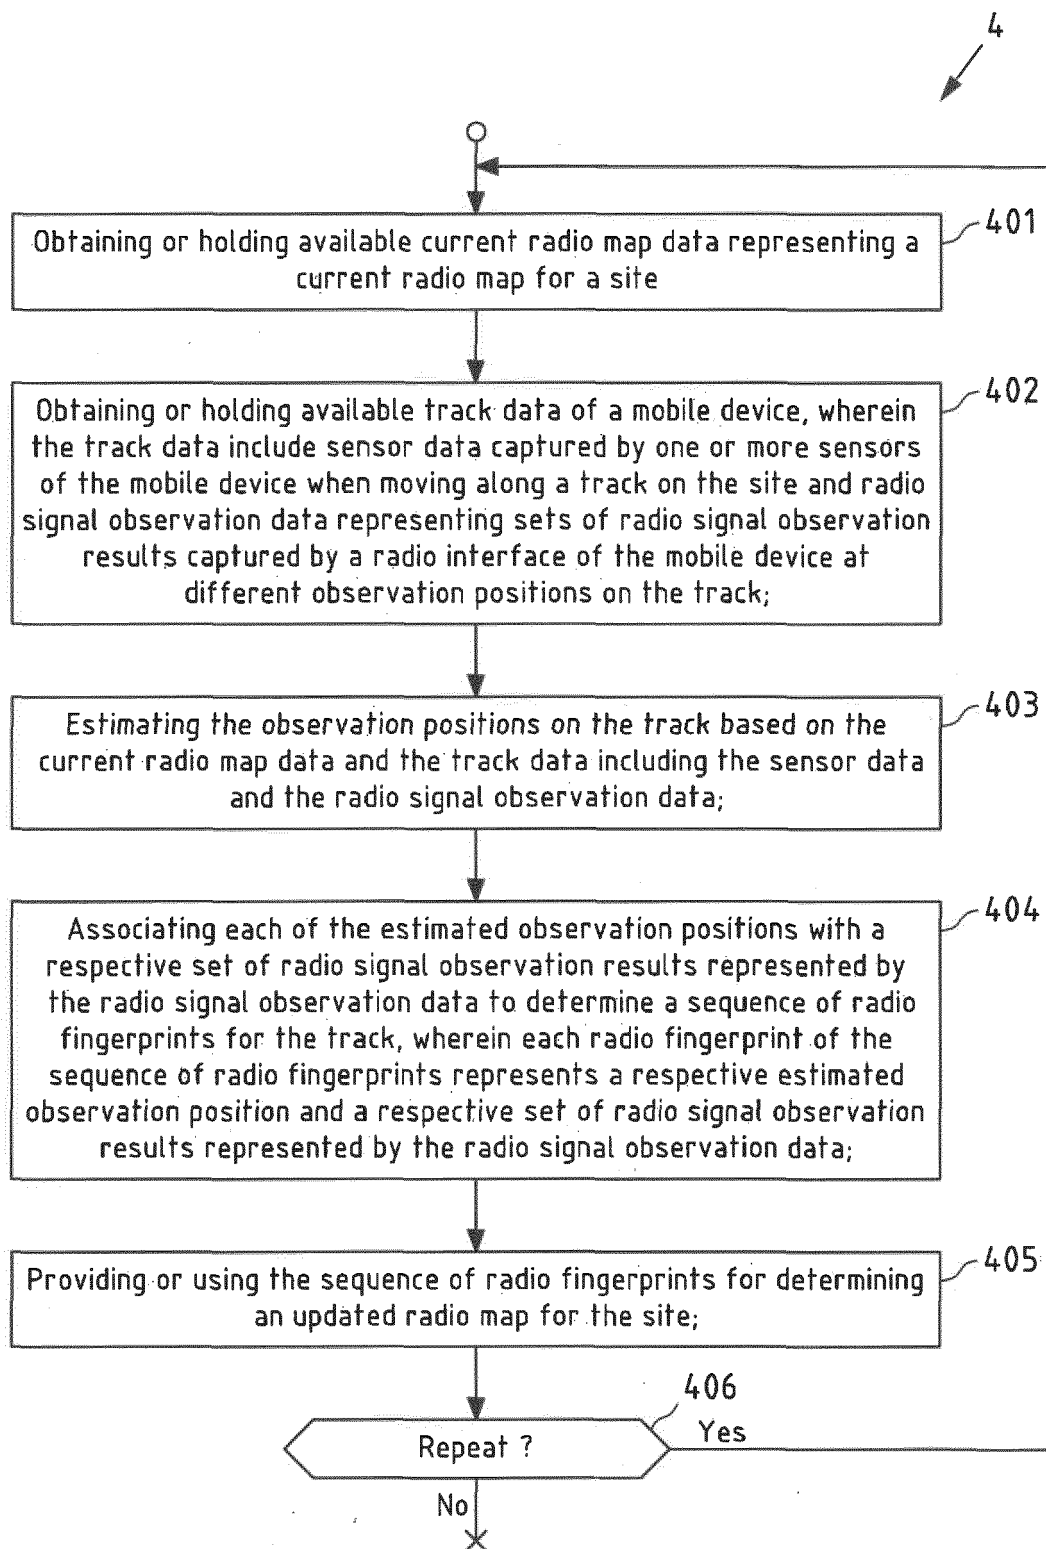 4
401
Obtaining or holding available current radio map data representing a
current radio map for a site
402
Obtaining or holding available track data of a mobile device, wherein
the track data include sensor data captured by one or more sensors
of the mobile device when moving along a track on the site and radio
signal observation data representing sets of radio signal observation
results captured by a radio interface of the mobile device at
different observation positions on the track;
403
Estimating the observation positions on the track based on the
current radio map data and the track data including the sensor data
and the radio signal observation data;
404
Associating each of the estimated observation positions with a
respective set of radio signal observation results represented by
the radio signal observation data to determine a sequence of radio
fingerprints for the track, wherein each radio fingerprint of the
sequence of radio fingerprints represents a respective estimated
observation position and a respective set of radio signal observation
results represented by the radio signal observation data;
405
Providing or using the sequence of radio fingerprints for determining
an updated radio map for the site;
406
Repeat ?
Yes
No